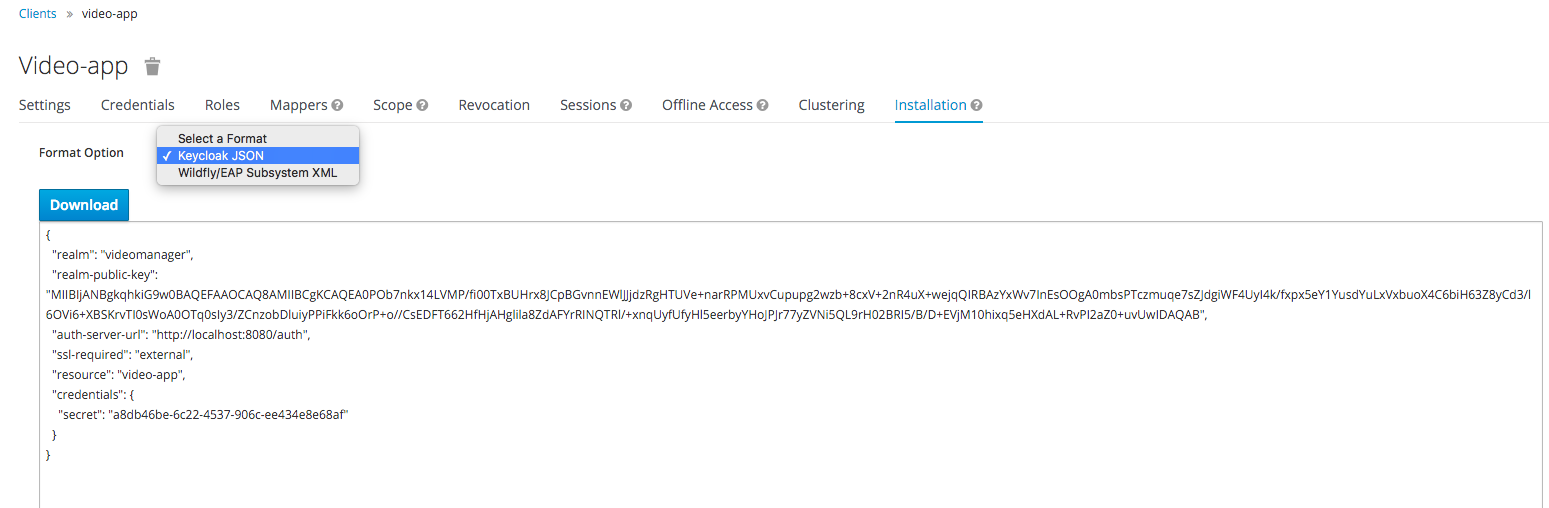 Clients » video-app
Video-app
Settings Credentials Roles Mappers Scope Revocation Sessions Offline Access Clustering Installation
Select a Format
Format Option
✓ Keycloak JSON
Wildfly/EAP Subsystem XML
Download
{
"realm": "videomanager",
"realm-public-key":
"MIIBIjANBgkqhkiG9w0BAQEFAAOCAQ8AMIIBCgKCAQEA0POb7nkx14LVMP/fi00TxBUHrx8JCpBGvnnEWlJJjdzRgHTUVe+narRPMUxvCupupg2wzb+8cxV+2nR4uX+wejqQIRBAzYxWv7InEsOOgA0mbsPTczmuqe7sZJdgiWF4UyI4k/fxpx5eY1YusdYuLxVxbuoX4C6biH63Z8yCd3/l
6OVi6+XBSKrvTI0sWoA0OTq0sIy3/ZCnzobDluiyPPiFkk6oOrP+o//CsEDFT662HfHjAHglila8ZdAFYrRINQTRl/+xnqUyfUfyHl5eerbyYHoJPJr77yZVNi5QL9rH02BRI5/B/D+EVjM10hixq5eHXdAL+RvPI2aZ0+uvUwIDAQAB",
"auth-server-url": "http://localhost:8080/auth",
"ssl-required": "external",
"resource": "video-app",
"credentials": {
"secret": "a8db46be-6c22-4537-906c-ee434e8e68af"
}
}